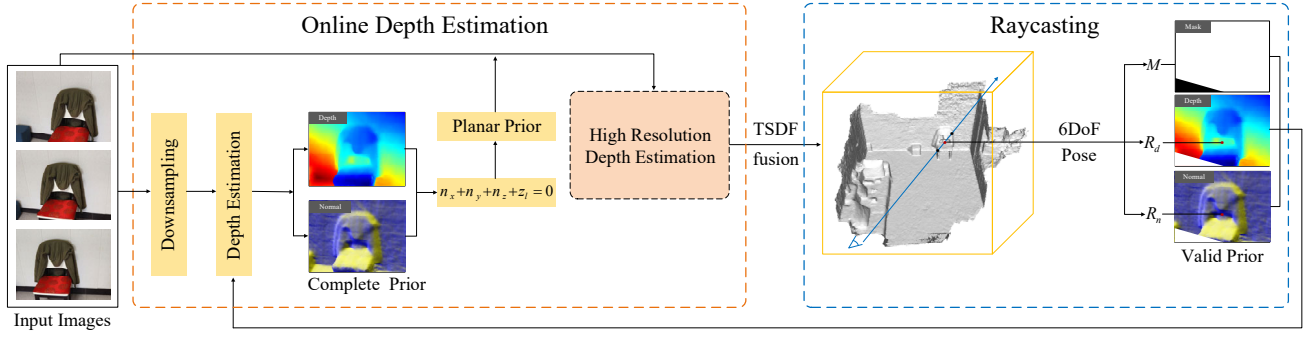 Online Depth Estimation
Raycasting
Input Images
Downsampling
Depth Estimation
Depth
Normal
Complete Prior
Planar Prior
n_x+n_y+n_z+z_l=0
High Resolution
Depth Estimation
TSDF
fusion
6DoF
Pose
M
R_d
R_n
Mask
Depth
Normal
Valid Prior